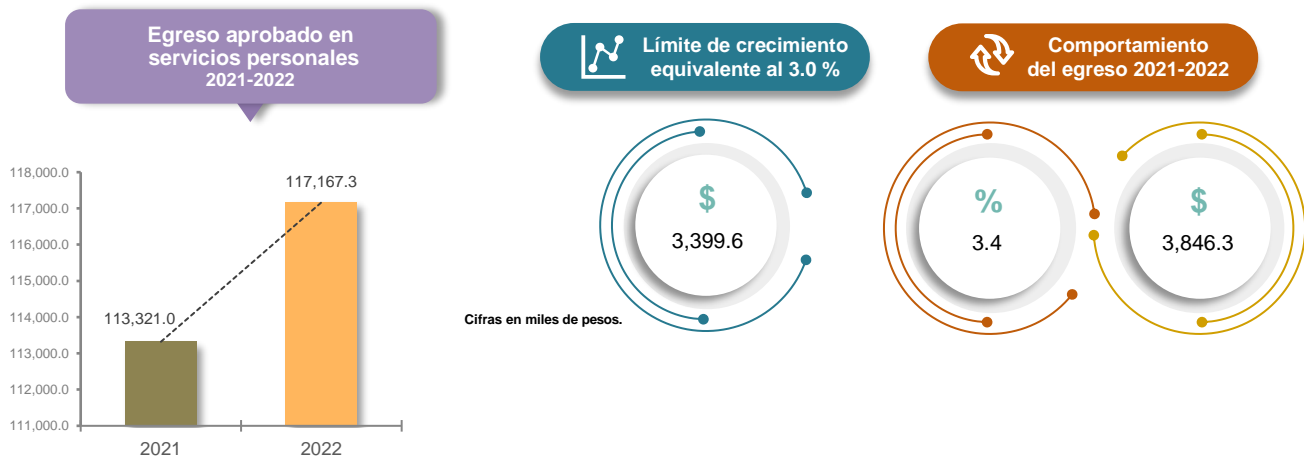 Egreso aprobado en
servicios personales
2021-2022
118,000.0
117,000.0
116,000.0
115,000.0
114,000.0
113,000.0
112,000.0
111,000.0
113,321.0
117,167.3
2021
2022
Cifras en miles de pesos.
Límite de crecimiento
equivalente al 3.0 %
$
3,399.6
Comportamiento
del egreso 2021-2022
%
3.4
$
3,846.3